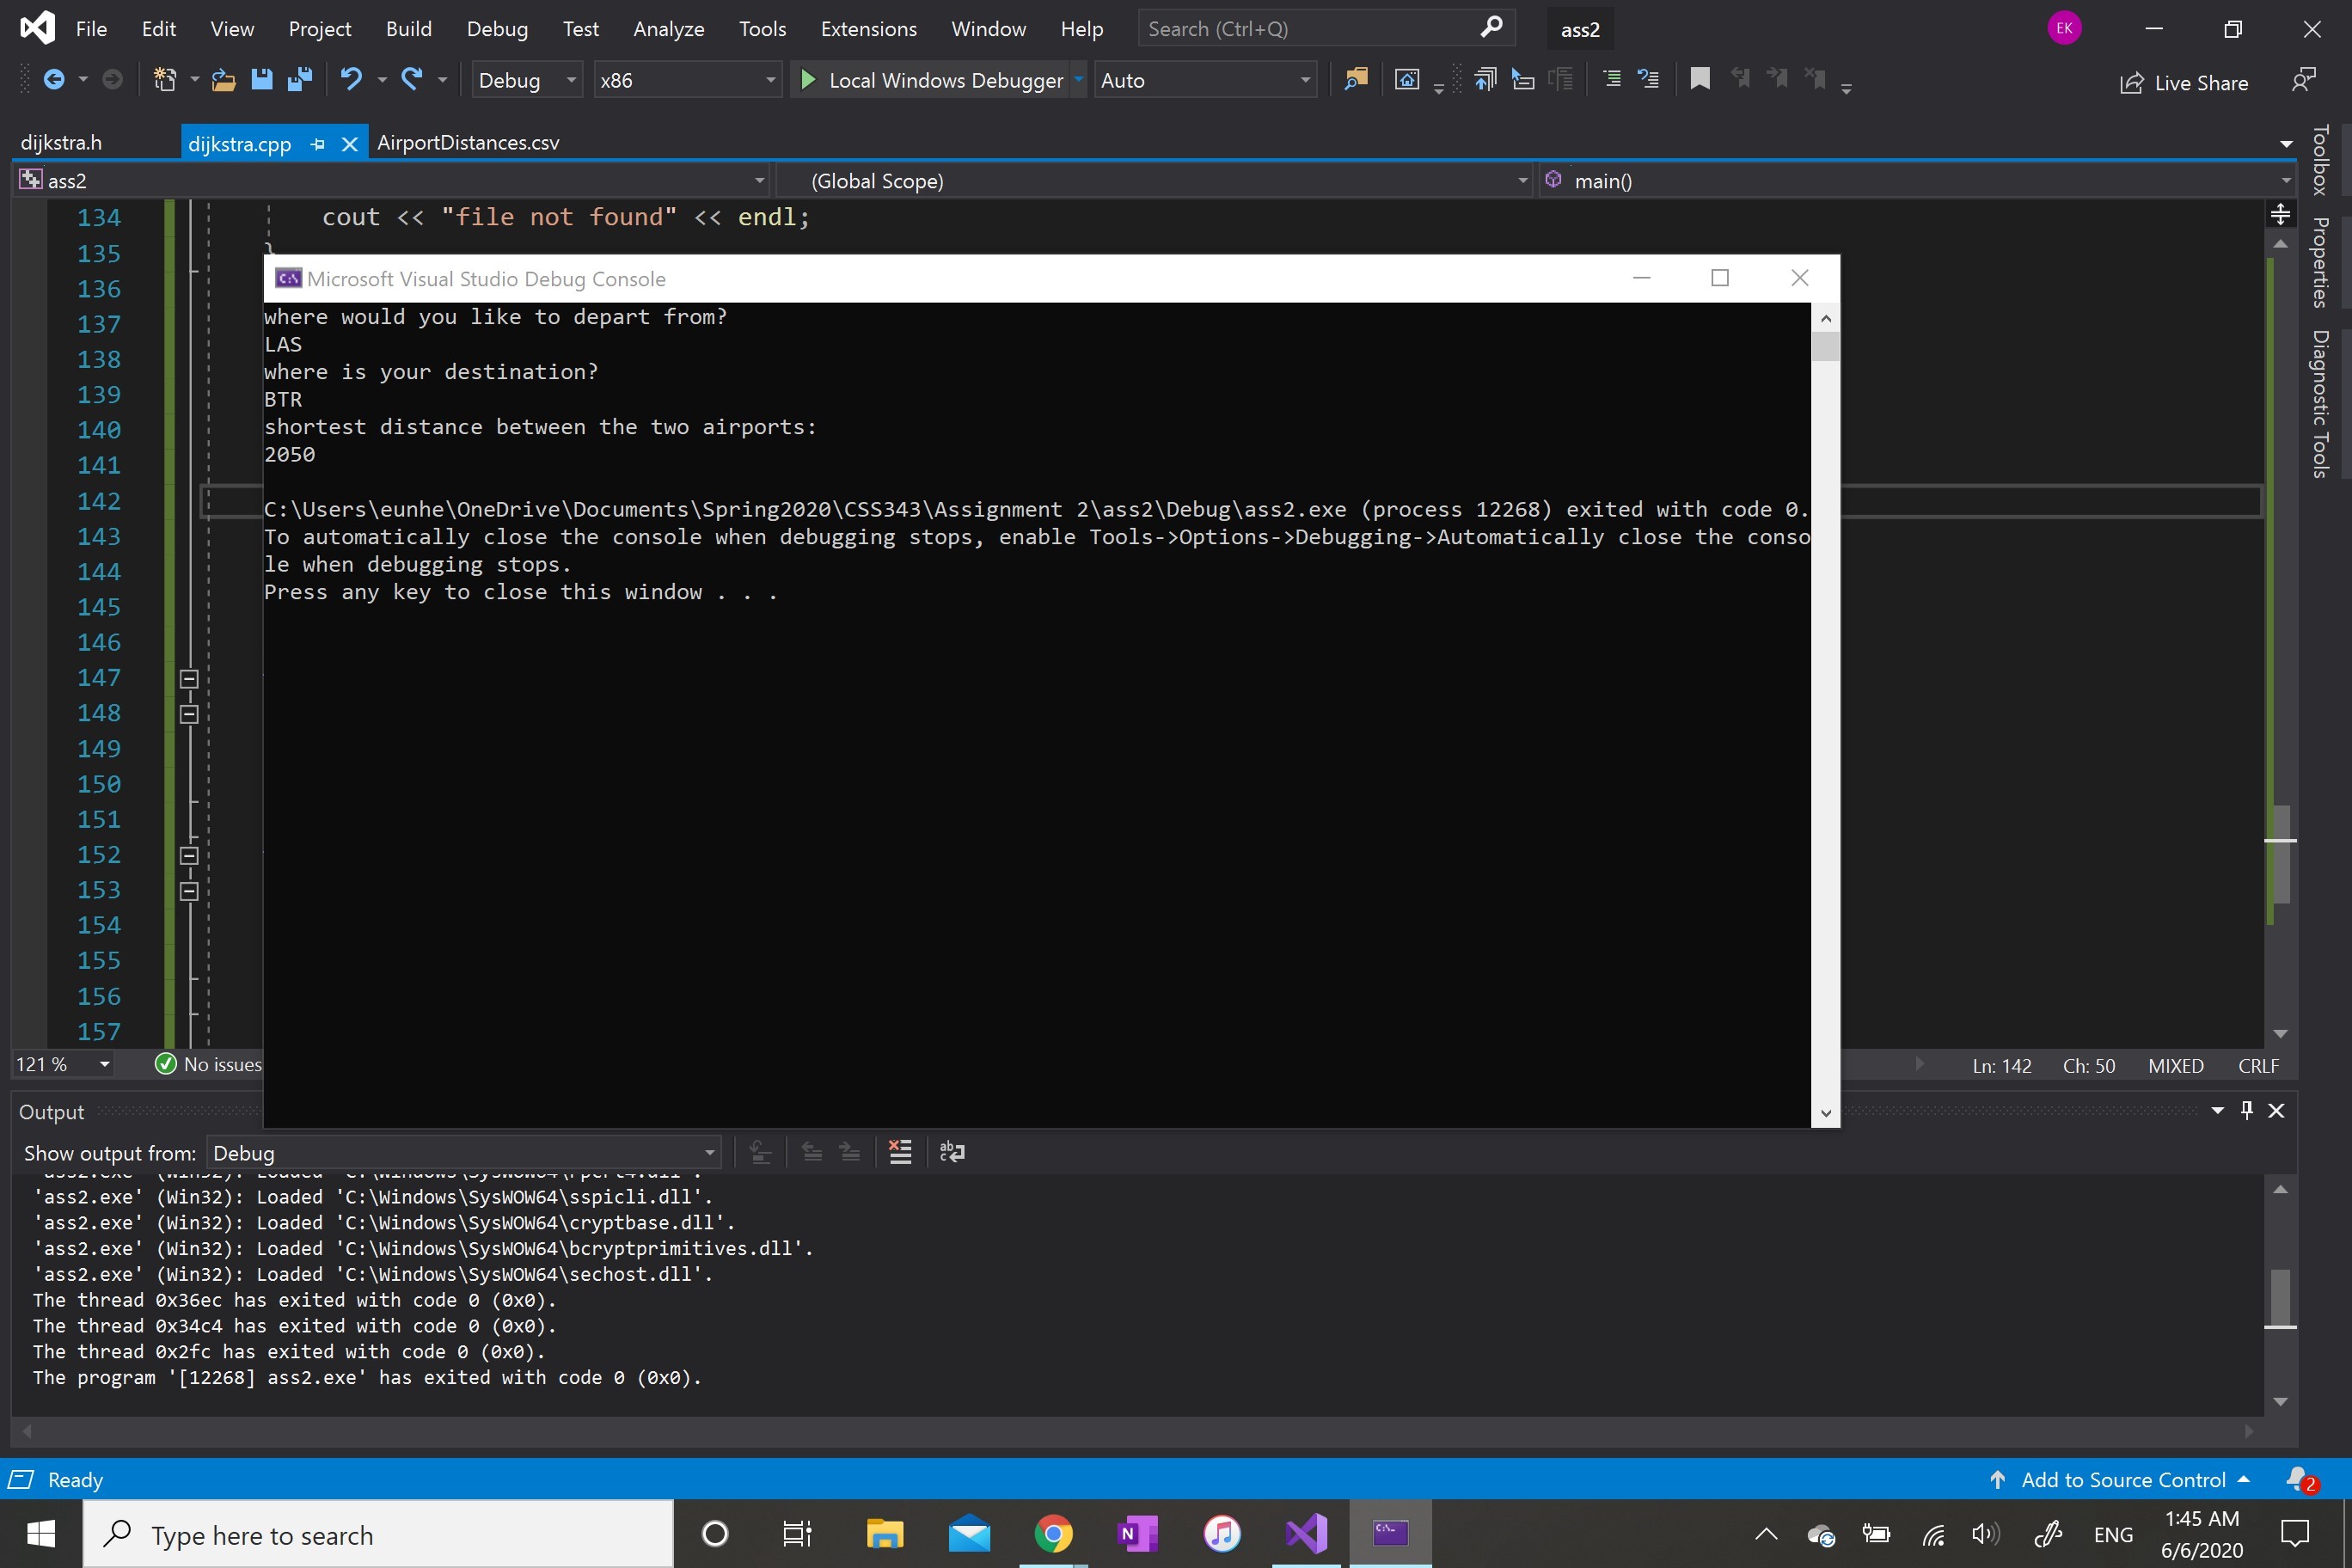 File Edit View Project Build Debug Test Analyze Tools Extensions Window Help Search (Ctrl+Q) ass2 EK
Debug x86 Local Windows Debugger Auto Live Share
dijkstra.h dijkstra.cpp AirportDistances.csv
ass2 (Global Scope) main()
134 cout << "file not found" << endl;
135 }
136
137
138
139
140
141
142
143
144
145
146
147
148
149
150
151
152
153
154
155
156
157
Microsoft Visual Studio Debug Console
where would you like to depart from?
LAS
where is your destination?
BTR
shortest distance between the two airports:
2050
C:\Users\eunhe\OneDrive\Documents\Spring2020\CSS343\Assignment 2\ass2\Debug\ass2.exe (process 12268) exited with code 0.
To automatically close the console when debugging stops, enable Tools->Options->Debugging->Automatically close the conso
le when debugging stops.
Press any key to close this window . . .
Toolbox
Properties
Diagnostic Tools
121 % No issues Ln: 142 Ch: 50 MIXED CRLF
Output
Show output from: Debug
'ass2.exe' (Win32): Loaded 'C:\Windows\SysWOW64\rpcrt4.dll'.
'ass2.exe' (Win32): Loaded 'C:\Windows\SysWOW64\sspicli.dll'.
'ass2.exe' (Win32): Loaded 'C:\Windows\SysWOW64\cryptbase.dll'.
'ass2.exe' (Win32): Loaded 'C:\Windows\SysWOW64\bcryptprimitives.dll'.
'ass2.exe' (Win32): Loaded 'C:\Windows\SysWOW64\sechost.dll'.
The thread 0x36ec has exited with code 0 (0x0).
The thread 0x34c4 has exited with code 0 (0x0).
The thread 0x2fc has exited with code 0 (0x0).
The program '[12268] ass2.exe' has exited with code 0 (0x0).
Ready Add to Source Control 2
Type here to search ENG 1:45 AM
6/6/2020